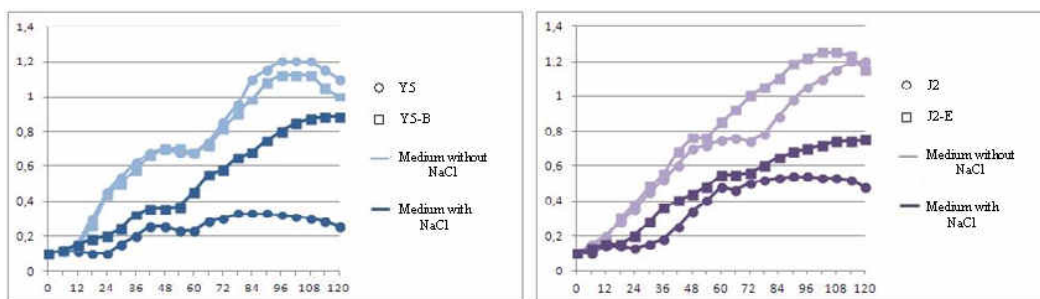 1,4
1,2
1
0,8
0,6
0,4
0,2
0
0 12 24 36 48 60 72 84 96 108 120
Y5
Y5-B
Medium without
NaCl
Medium with
NaCl
1,4
1,2
1
0,8
0,6
0,4
0,2
0
0 12 24 36 48 60 72 84 96 108 120
J2
J2-E
Medium without
NaCl
Medium with
NaCl